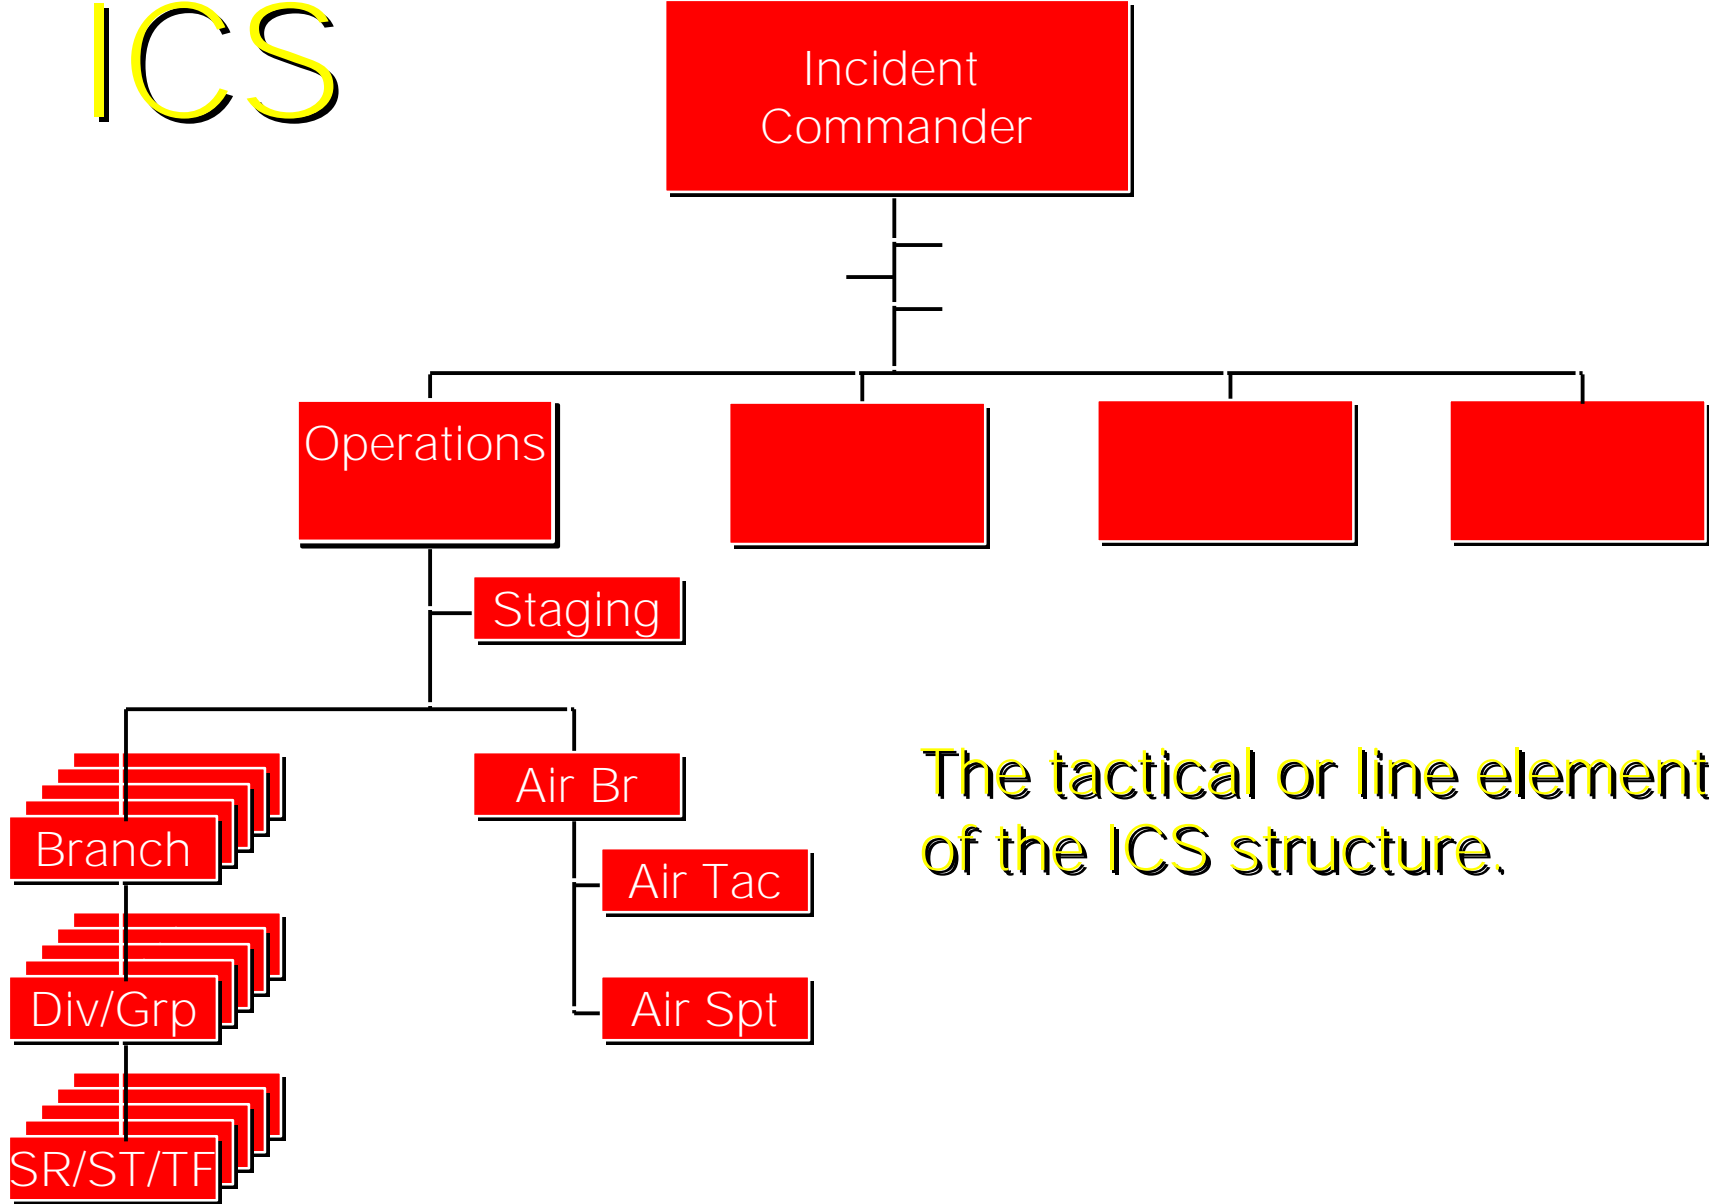 ICS
Incident
Commander
Operations
Staging
Branch
Air Br
Div/Grp
Air Tac
SR/ST/TF
Air Spt
The tactical or line element
of the ICS structure.